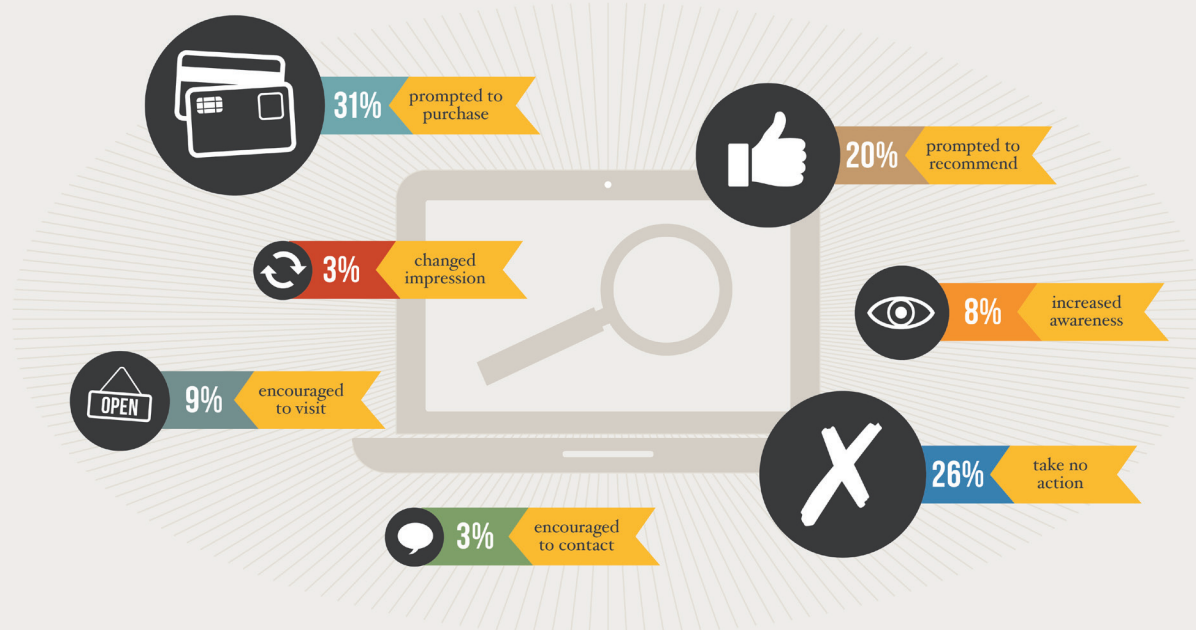 31%
prompted to
purchase
20%
prompted to
recommend
3%
changed
impression
8%
increased
awareness
OPEN
9%
encouraged
to visit
26%
take no
action
3%
encouraged
to contact